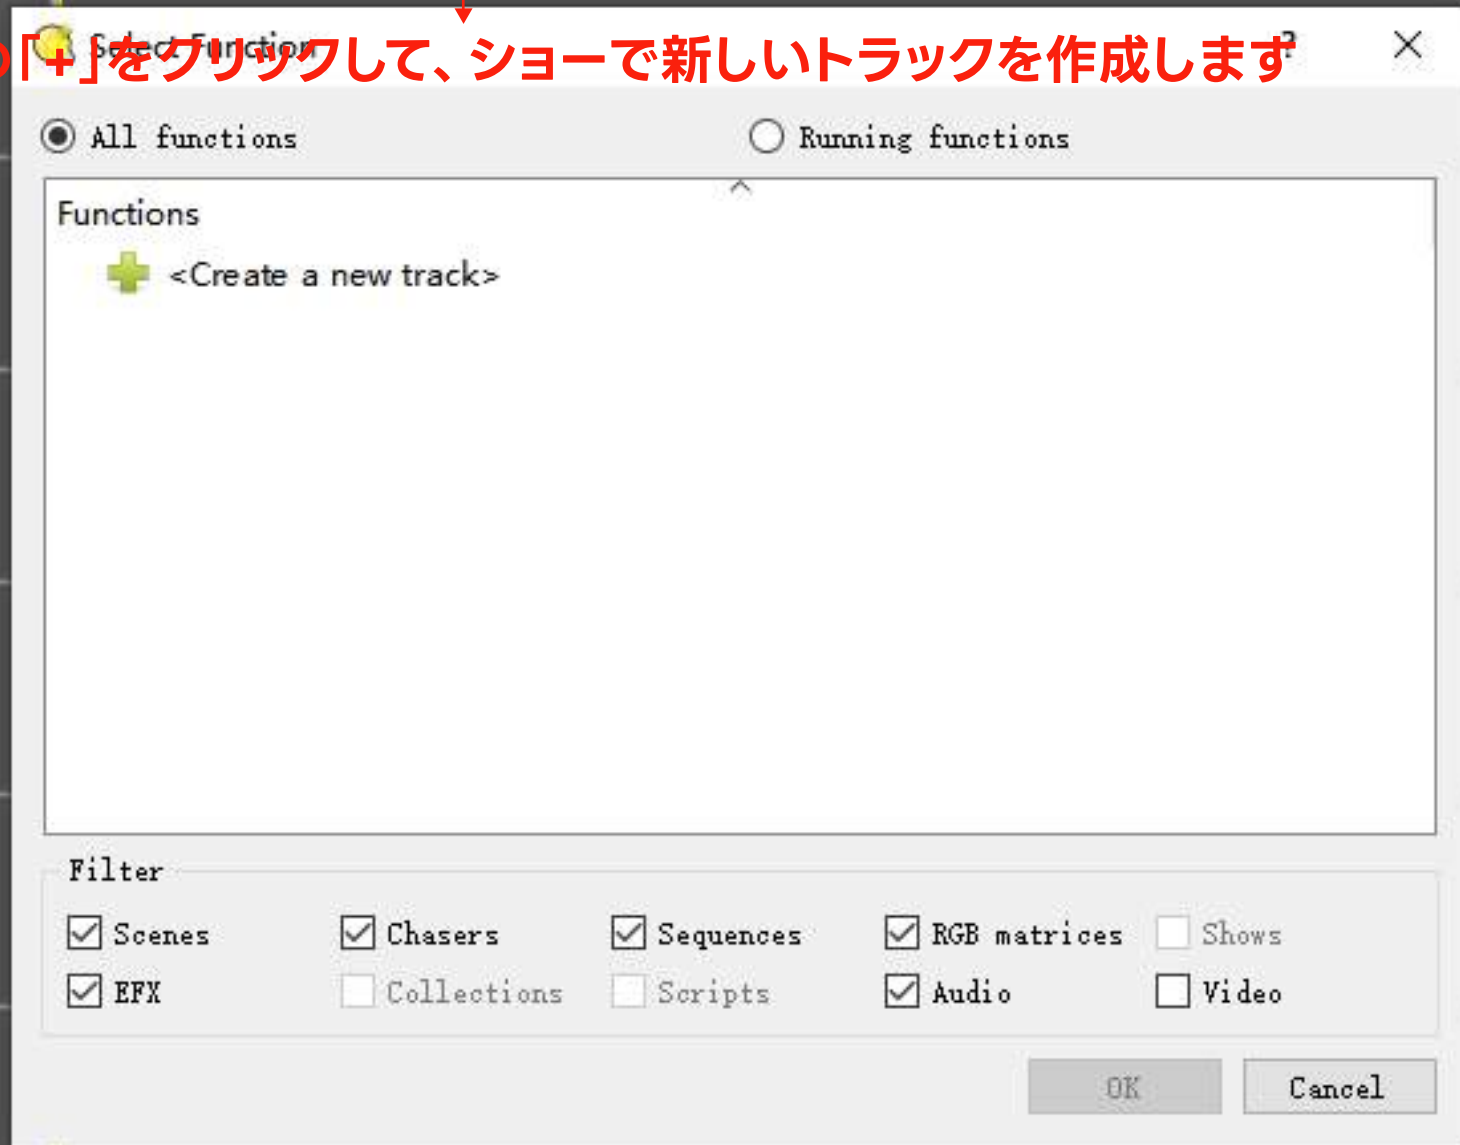 Select Function
「+」をクリックして、ショーで新しいトラックを作成します
?
All functions
Running functions
Functions
<Create a new track>
Filter
Scenes
Chasers
Sequences
RGB matrices
Shows
EFX
Collections
Scripts
Audio
Video
OK
Cancel